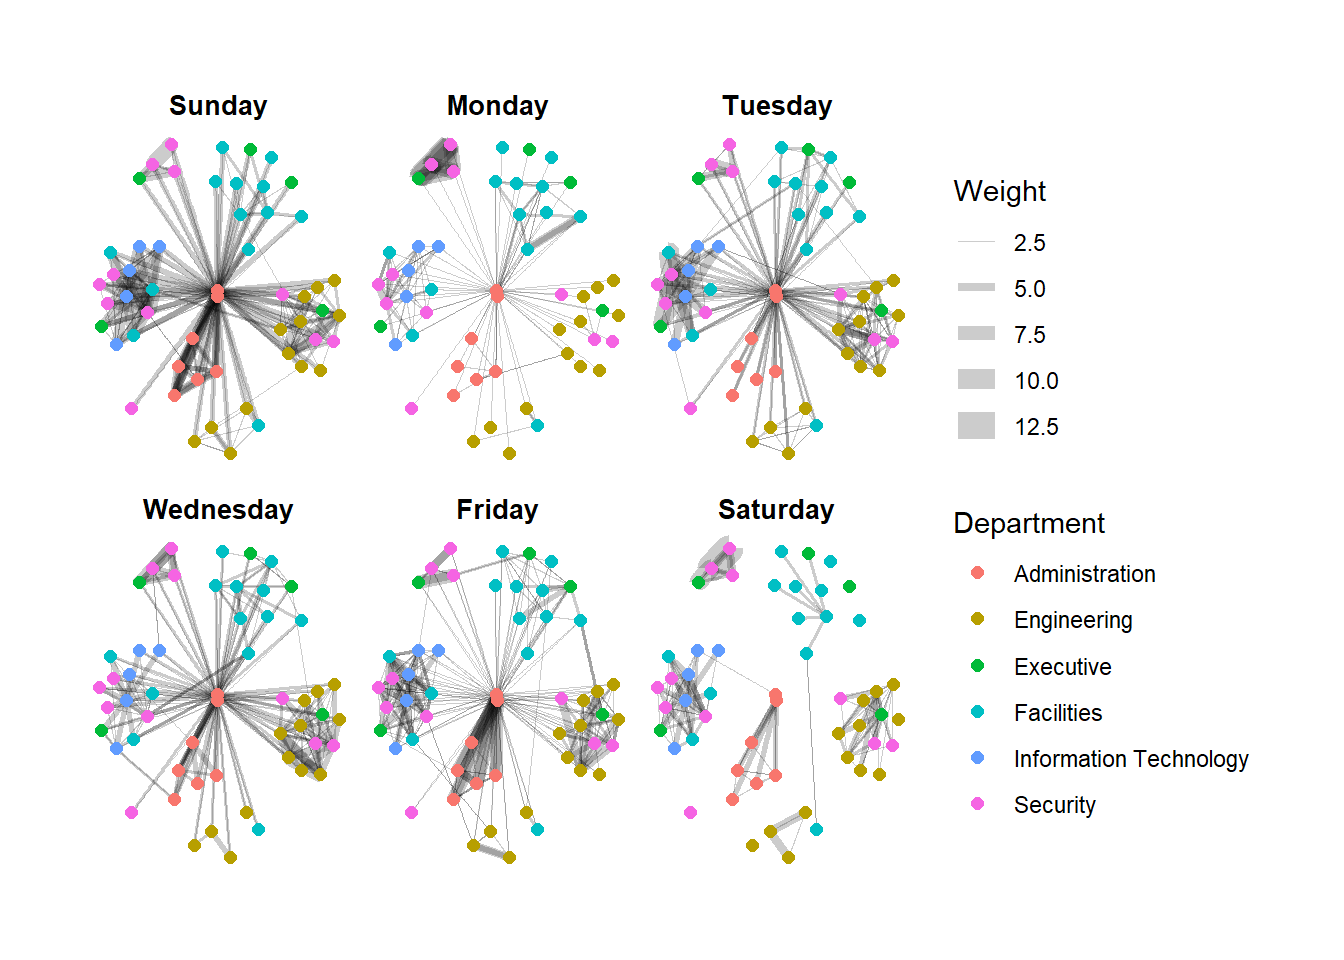 Sunday
Monday
Tuesday
Wednesday
Friday
Saturday
Weight
2.5
5.0
7.5
10.0
12.5
Department
Administration
Engineering
Executive
Facilities
Information Technology
Security